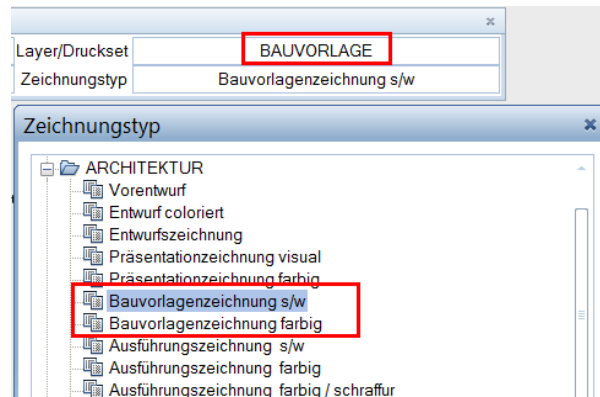 Layer/Druckset BAUVORLAGE
Zeichnungstyp Bauvorlagenzeichnung s/w
Zeichnungstyp
ARCHITEKTUR
Vorentwurf
Entwurf coloriert
Entwurfszeichnung
Präsentationzeichnung visual
Präsentationzeichnung farbig
Bauvorlagenzeichnung s/w
Bauvorlagenzeichnung farbig
Ausführungszeichnung s/w
Ausführungszeichnung farbig
Ausführungszeichnung farbig / schraffur